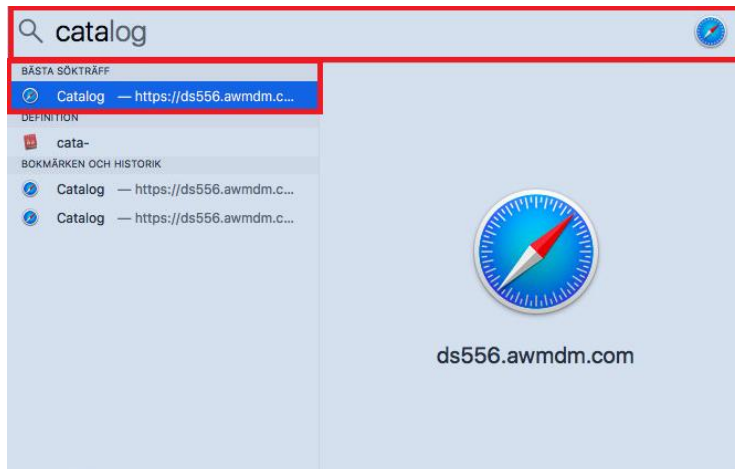 catalog
BÄSTA SÖKTRÄFF
Catalog — https://ds556.awmdm.c...
DEFINITION
cata-
BOKMÄRKEN OCH HISTORIK
Catalog — https://ds556.awmdm.c...
Catalog — https://ds556.awmdm.c...
ds556.awmdm.com